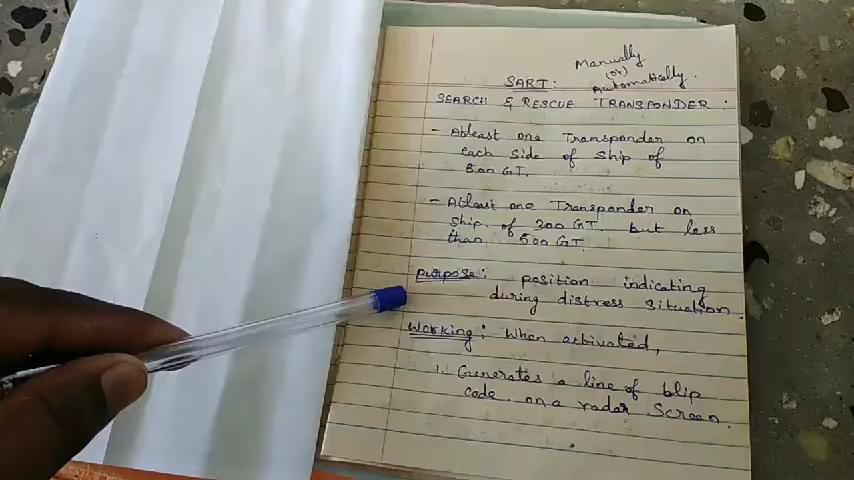 Manually
(or)
Automatically.
SART:
SEARCH & RESCUE TRANSPONDER.
- Atleast one Transponder on
each side of ship of
500 GT.
- Atleast one Transponder on
ship of 300 GT. but less
than 500 GT.
purpose: position indicating
during distress situation.
Working: When activated,
1. Generates a line of blip
code. on a radar Screen.